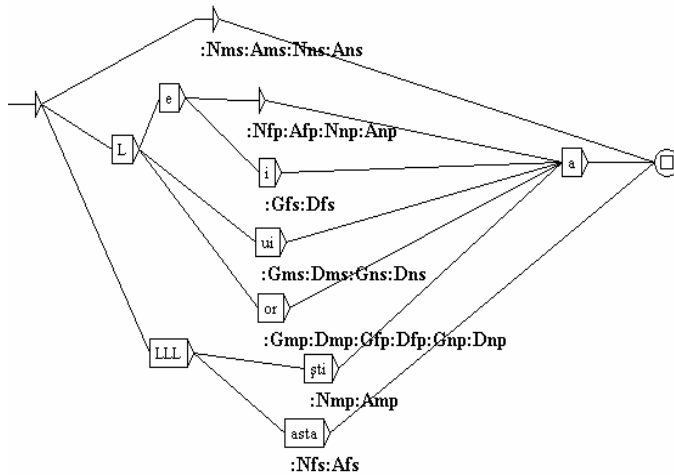 :Nms:Ams:Nns:Ans
e
:Nfp:Afp:Nnp:Anp
L
a
i
:Gfs:Dfs
ui
:Gms:Dms:Gns:Dns
or
:Gmp:Dmp:Gfp:Dfp:Gnp:Dnp
LLL
şti
:Nmp:Amp
asta
:Nfs:Afs